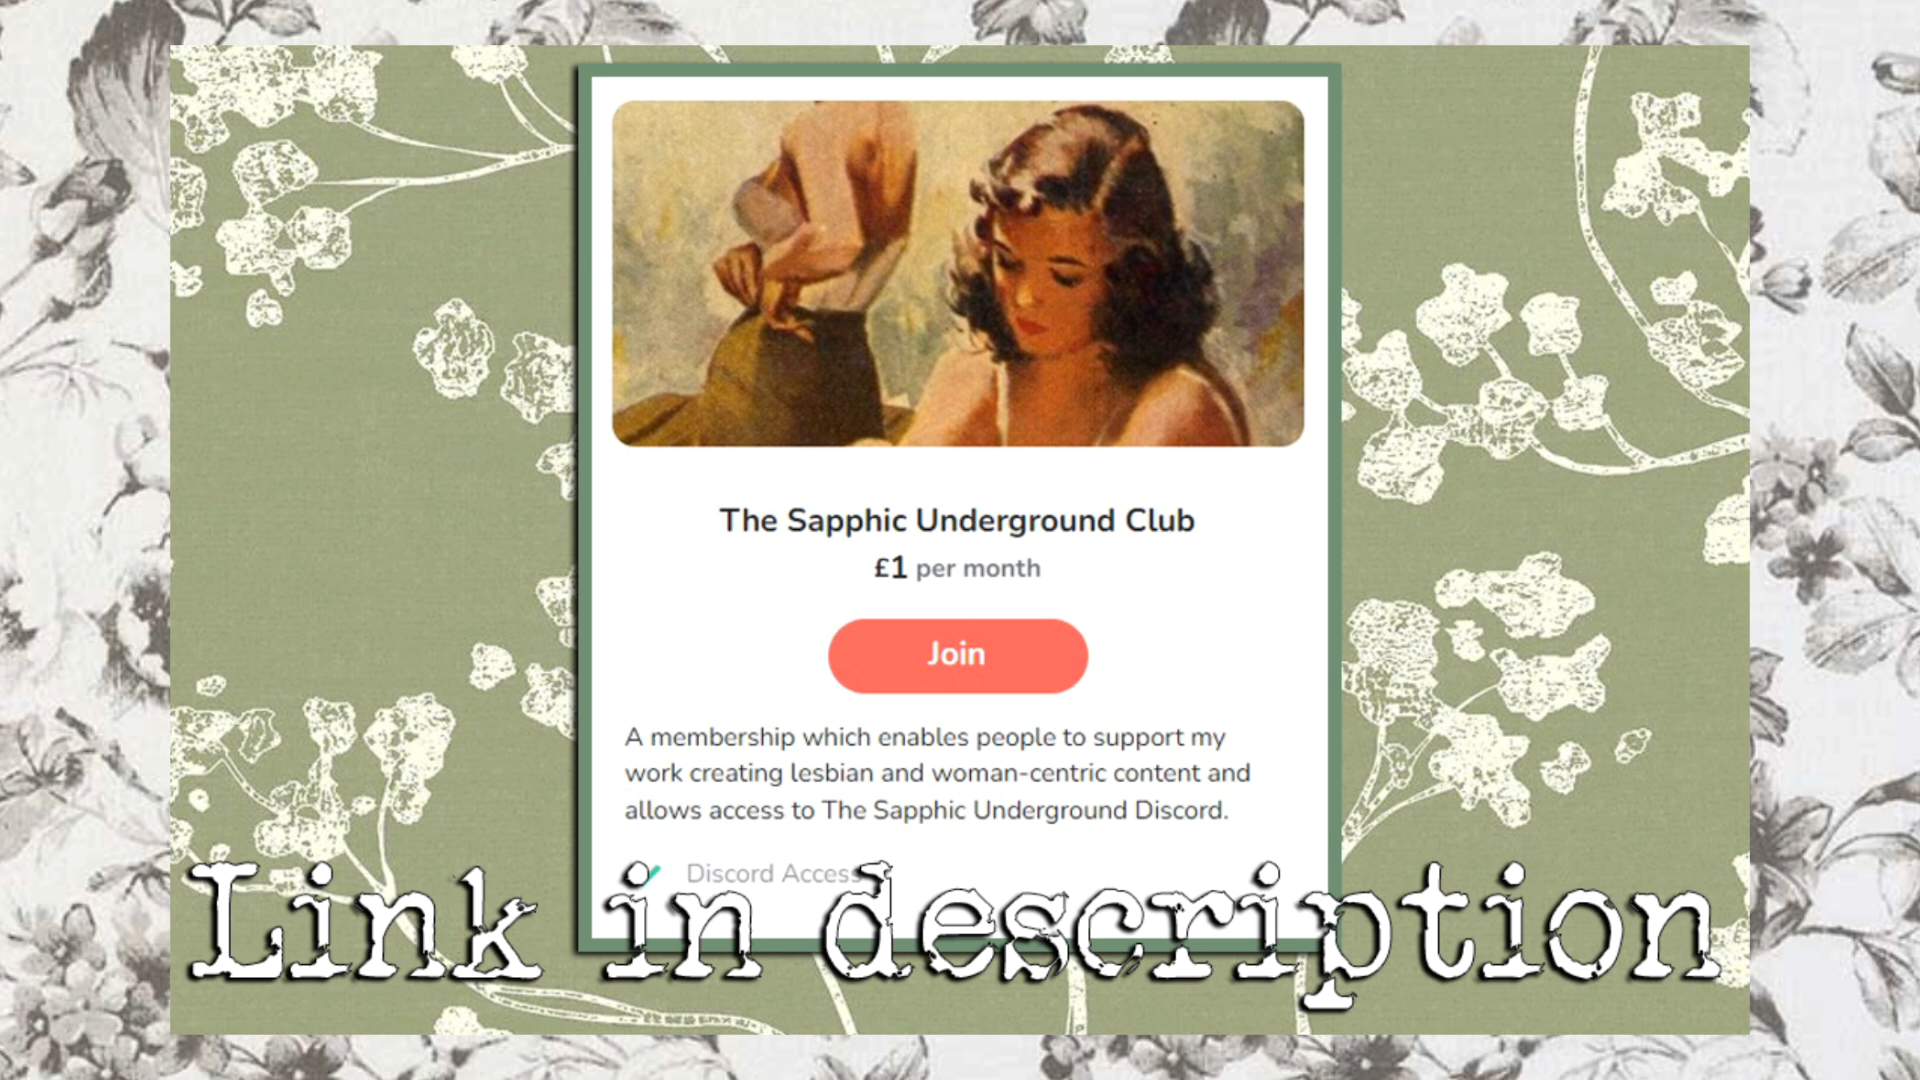 The Sapphic Underground Club
£1 per month
Join
A membership which enables people to support my
work creating lesbian and woman-centric content and
allows access to The Sapphic Underground Discord.
Discord Access
Link in description